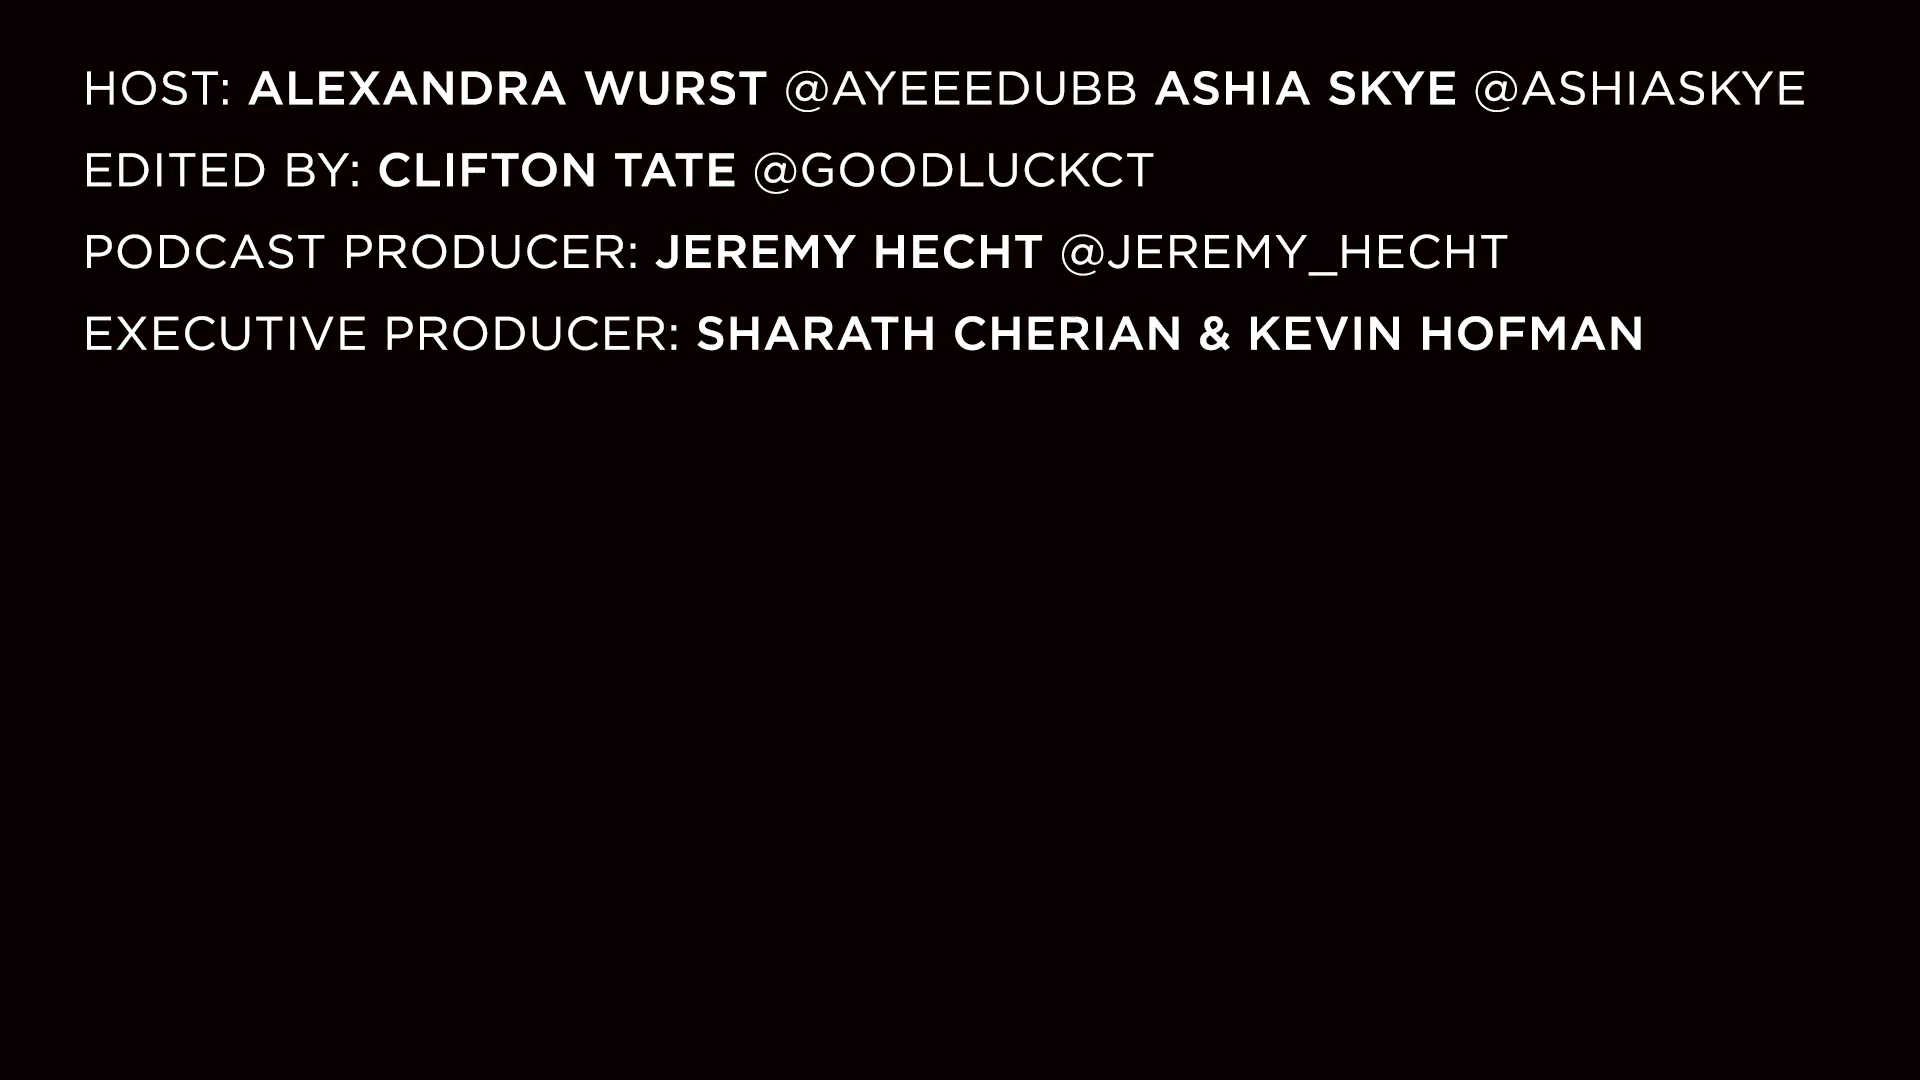 HOST: ALEXANDRA WURST @AYEEEDUBB ASHIA SKYE @ASHIASKYE
EDITED BY: CLIFTON TATE @GOODLUCKCT
PODCAST PRODUCER: JEREMY HECHT @JEREMY_HECHT
EXECUTIVE PRODUCER: SHARATH CHERIAN & KEVIN HOFMAN